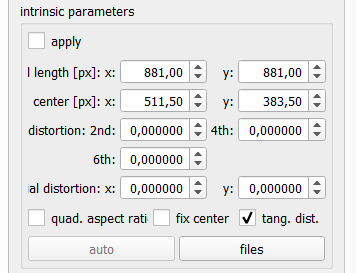 intrinsic parameters
apply
l length [px]: x: 881,00 y: 881,00
center [px]: x: 511,50 y: 383,50
distortion: 2nd: 0,000000 4th: 0,000000
6th: 0,000000
ial distortion: x: 0,000000 y: 0,000000
quad. aspect rati fix center tang. dist.
auto files